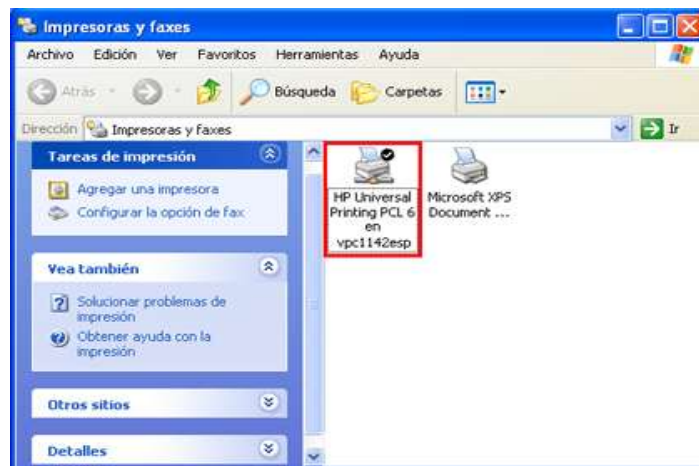 Impresoras y faxes
Archivo Edición Ver Favoritos Herramientas Ayuda
Atrás Búsqueda Carpetas
Dirección Impresoras y faxes Ir
Tareas de impresión
Agregar una impresora
Configurar la opción de fax
Vea también
Solucionar problemas de
impresión
Obtener ayuda con la
impresión
Otros sitios
Detalles
HP Universal
Printing PCL 6
en
vpc1142esp
Microsoft XPS
Document ...